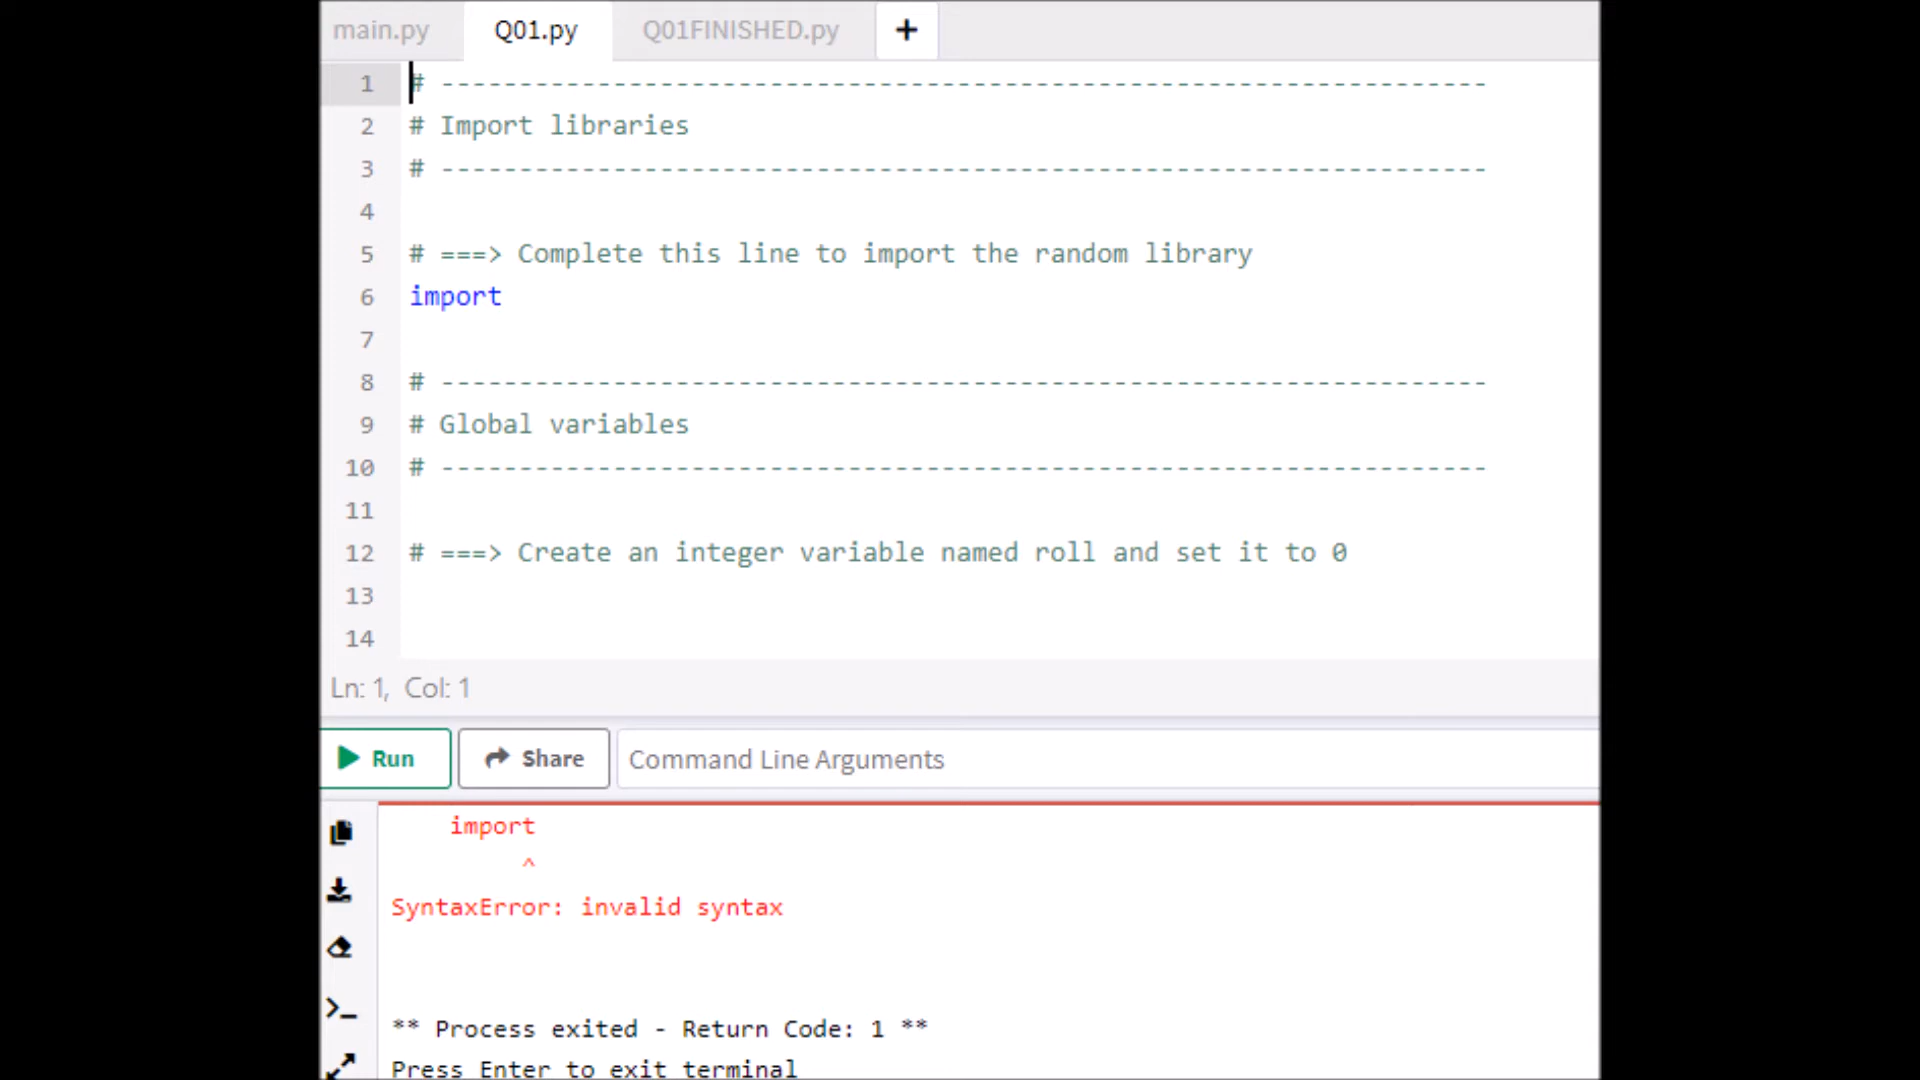 main.py Q01.py Q01FINISHED.py +
1 # -------------------------------------------------------------------
2 # Import libraries
3 # -------------------------------------------------------------------
4
5 # ===> Complete this line to import the random library
6 import
7
8 # -------------------------------------------------------------------
9 # Global variables
10 # -------------------------------------------------------------------
11
12 # ===> Create an integer variable named roll and set it to 0
13
14
Ln: 1, Col: 1
Run Share Command Line Arguments
import
^
SyntaxError: invalid syntax
** Process exited - Return Code: 1 **
Press Enter to exit terminal